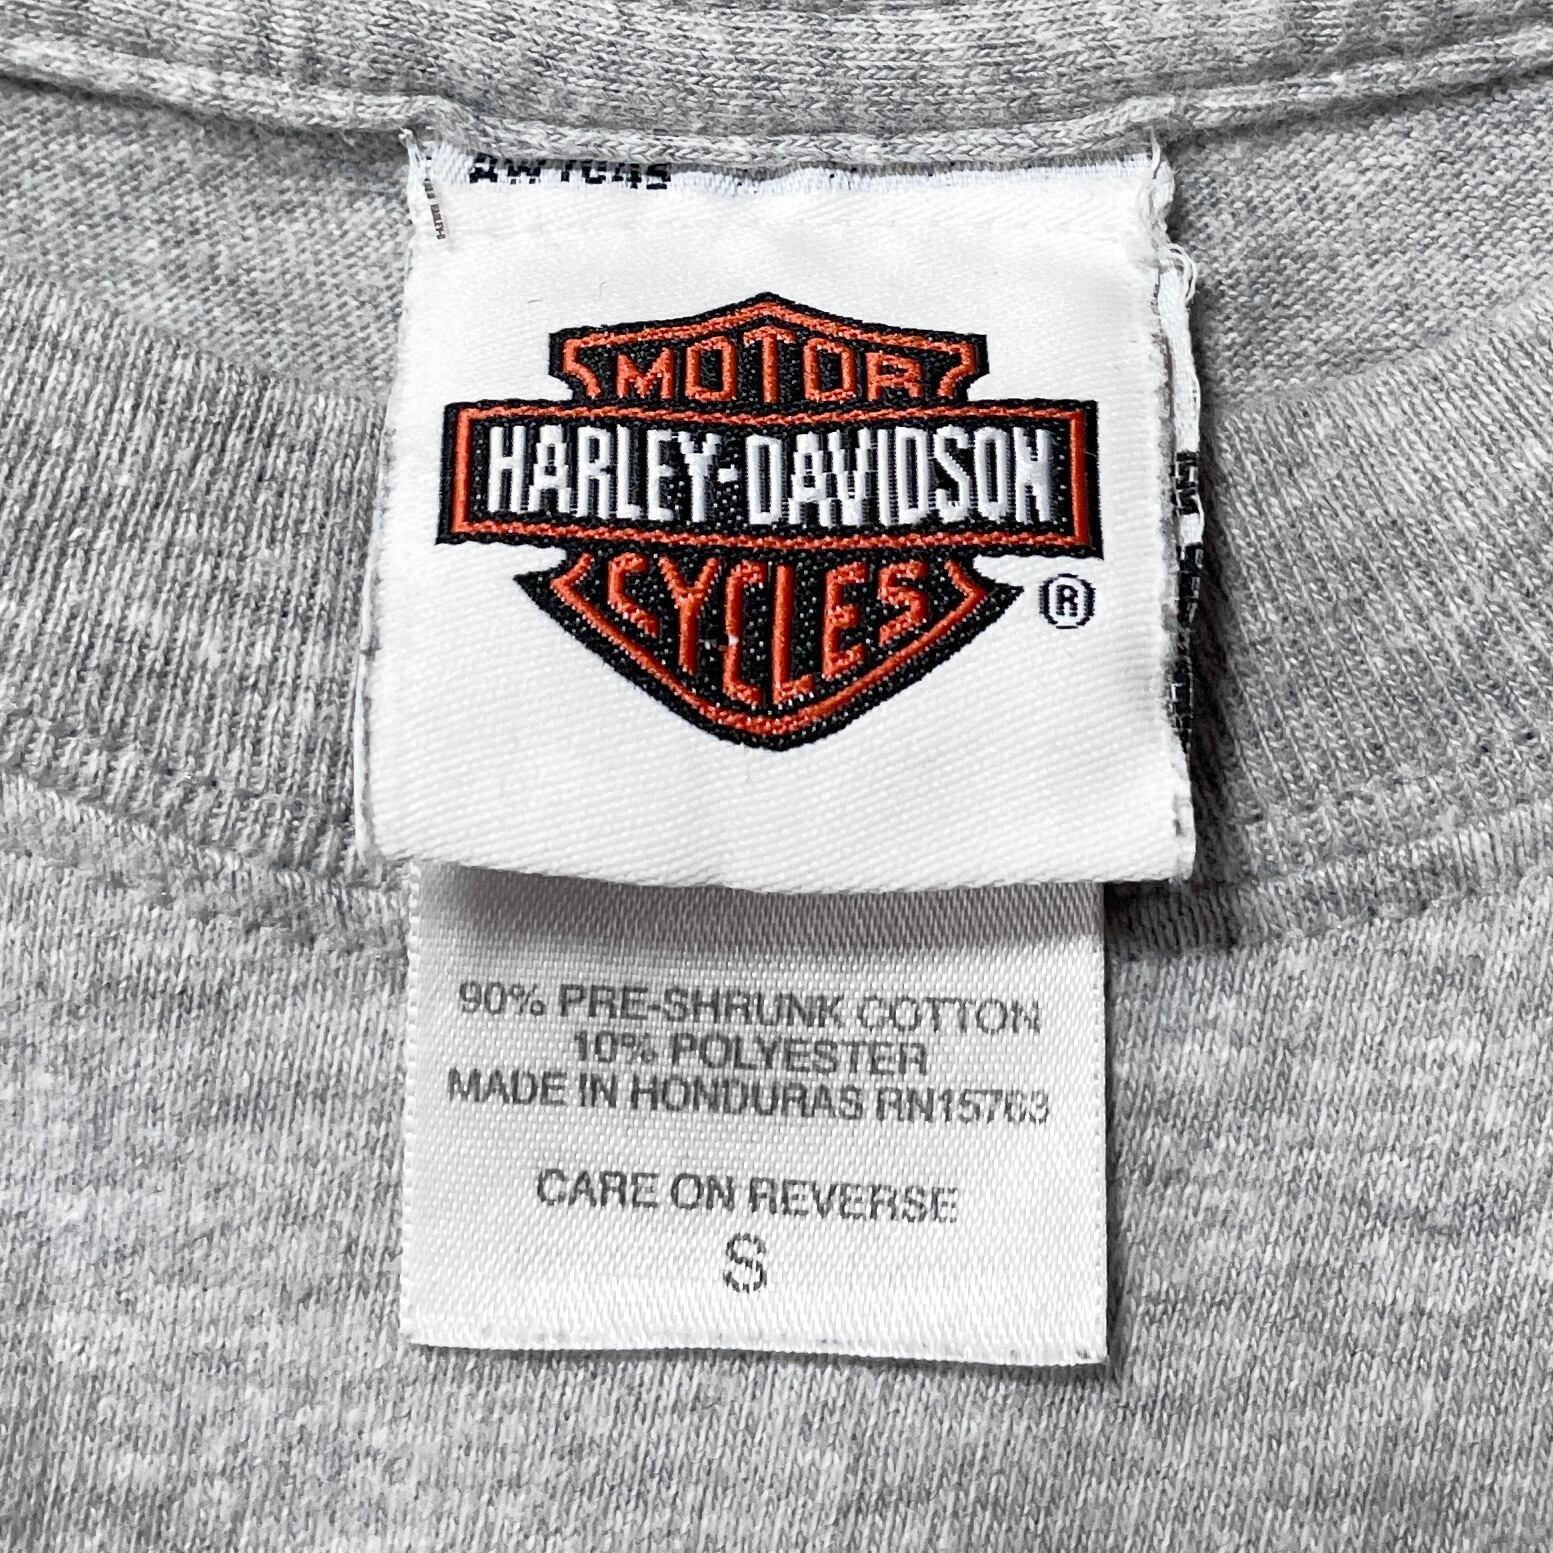 MOTOR
HARLEY-DAVIDSON
CYCLES
®
90% PRE-SHRUNK COTTON
10% POLYESTER
MADE IN HONDURAS RN15763
CARE ON REVERSE
S